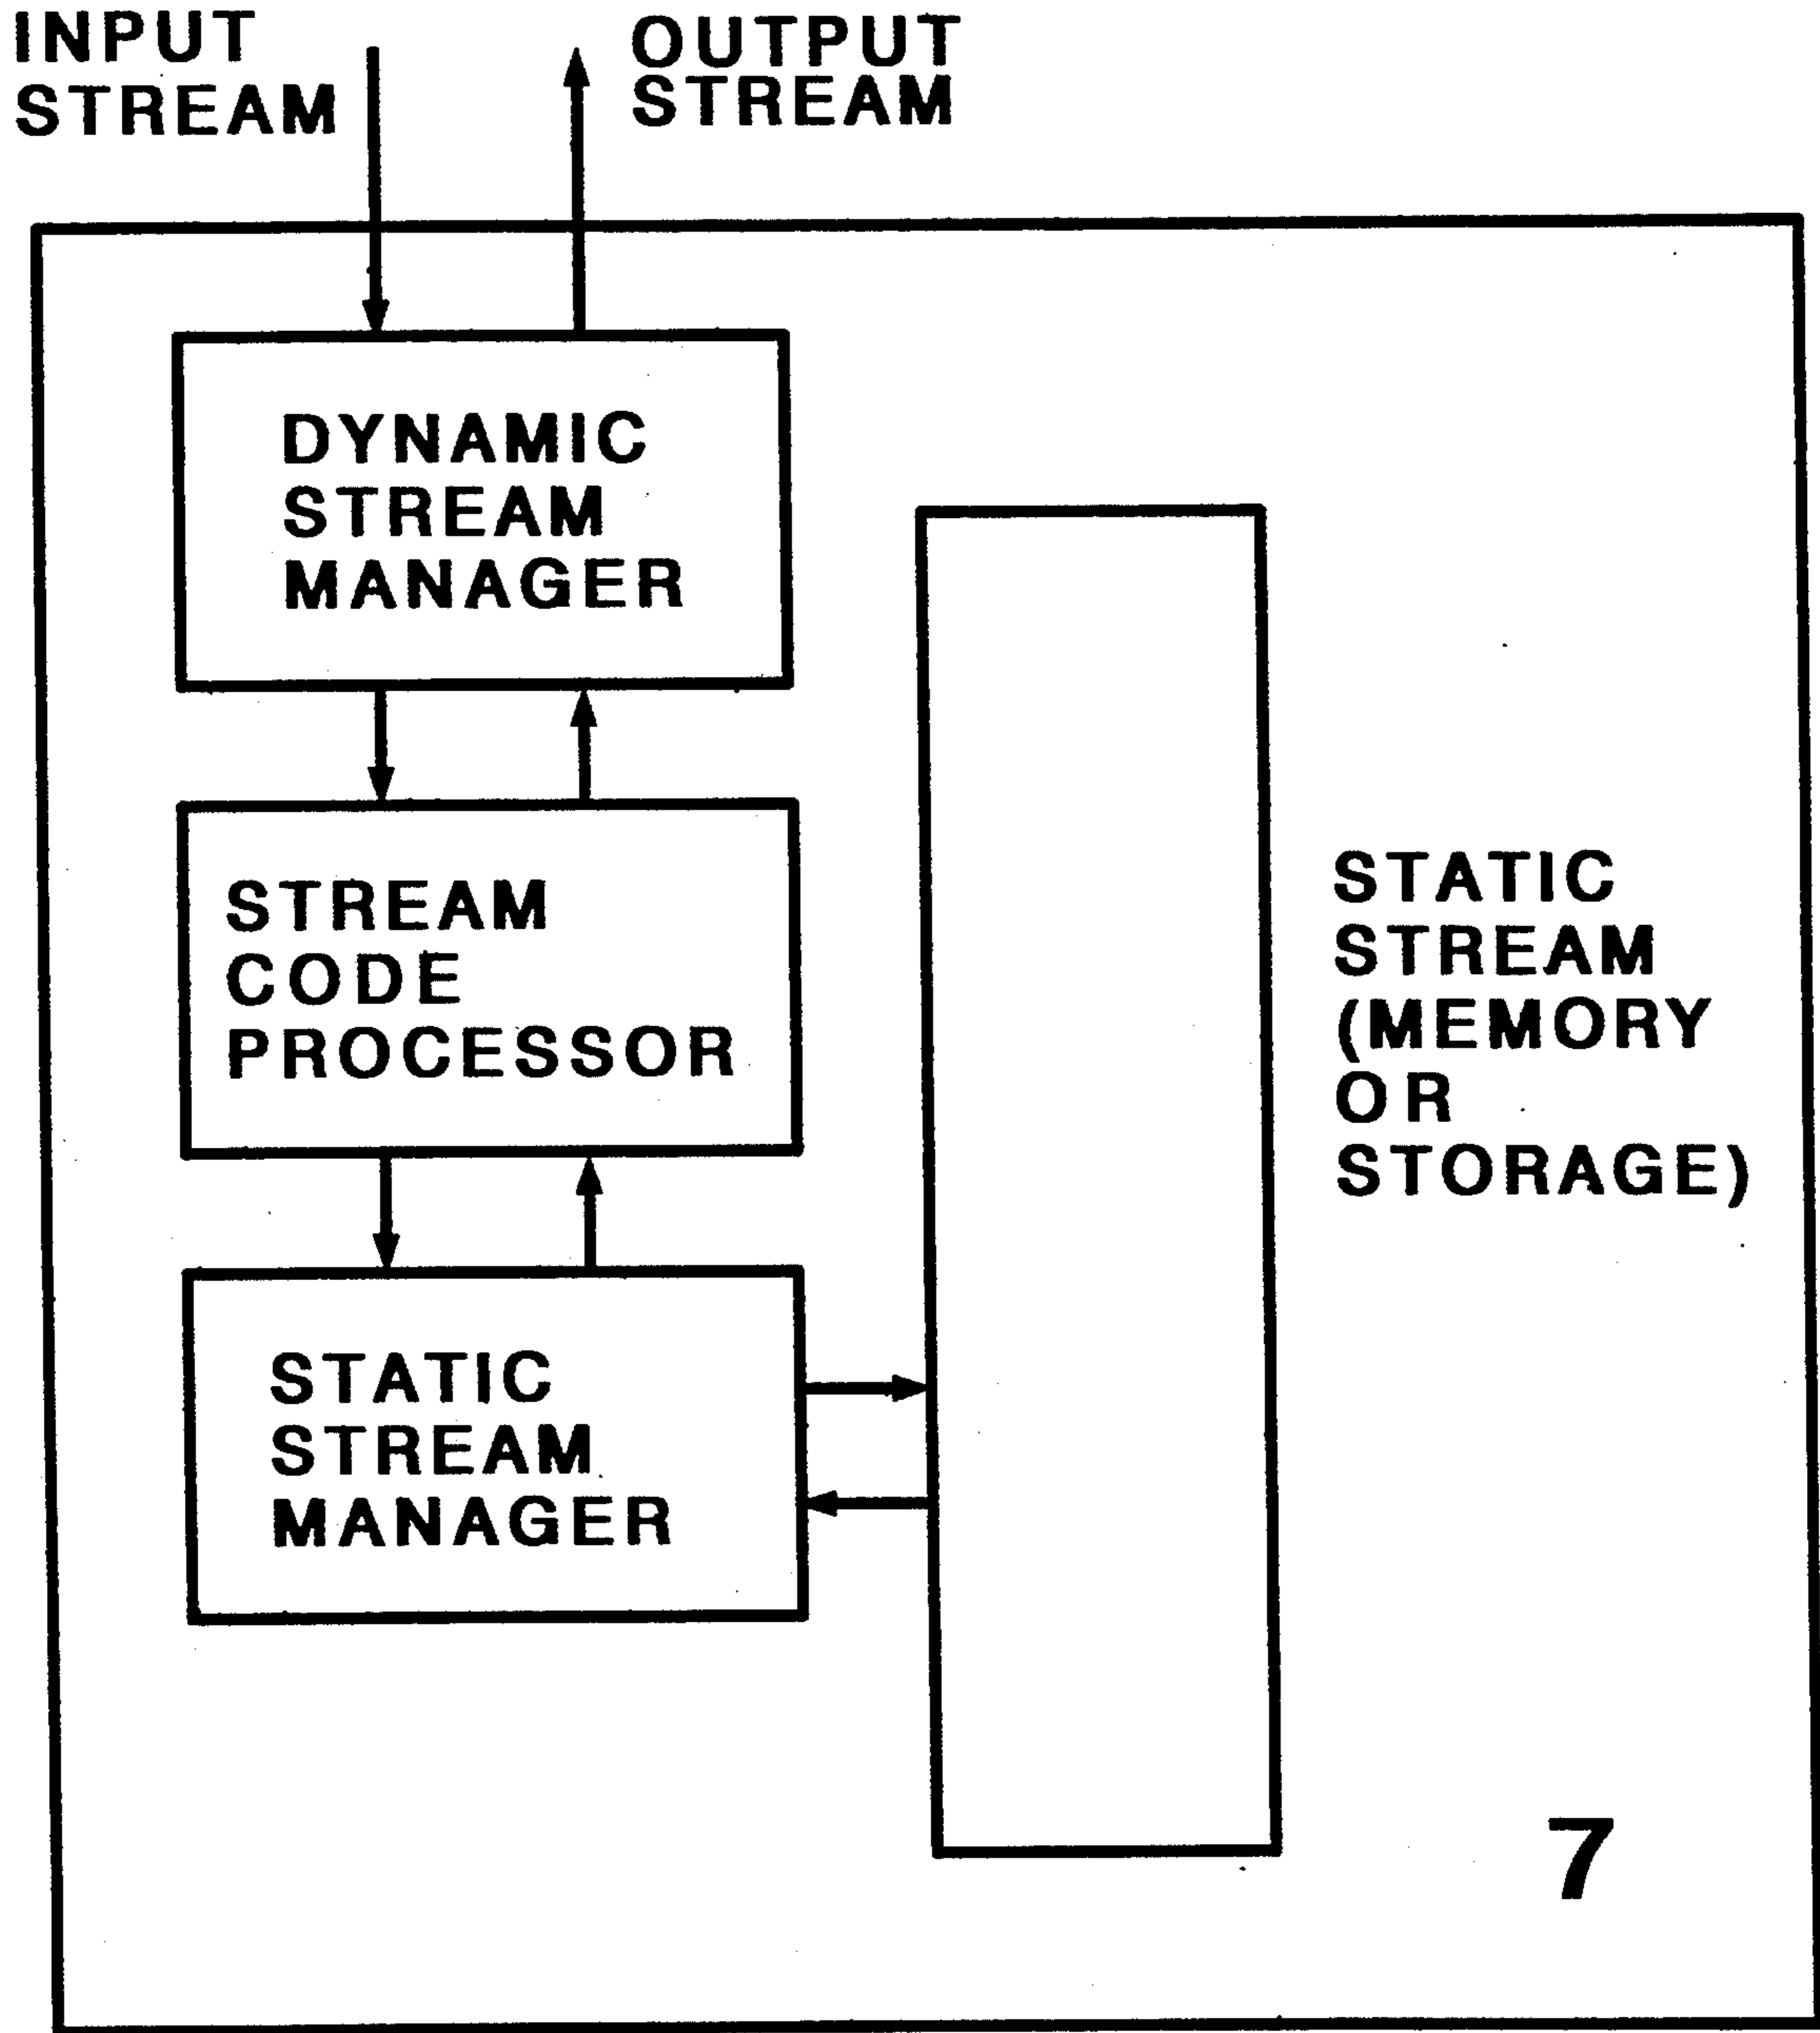 INPUT
STREAM
OUTPUT
STREAM
DYNAMIC
STREAM
MANAGER
STREAM
CODE
PROCESSOR
STATIC
STREAM
(MEMORY
OR
STORAGE)
STATIC
STREAM
MANAGER
7